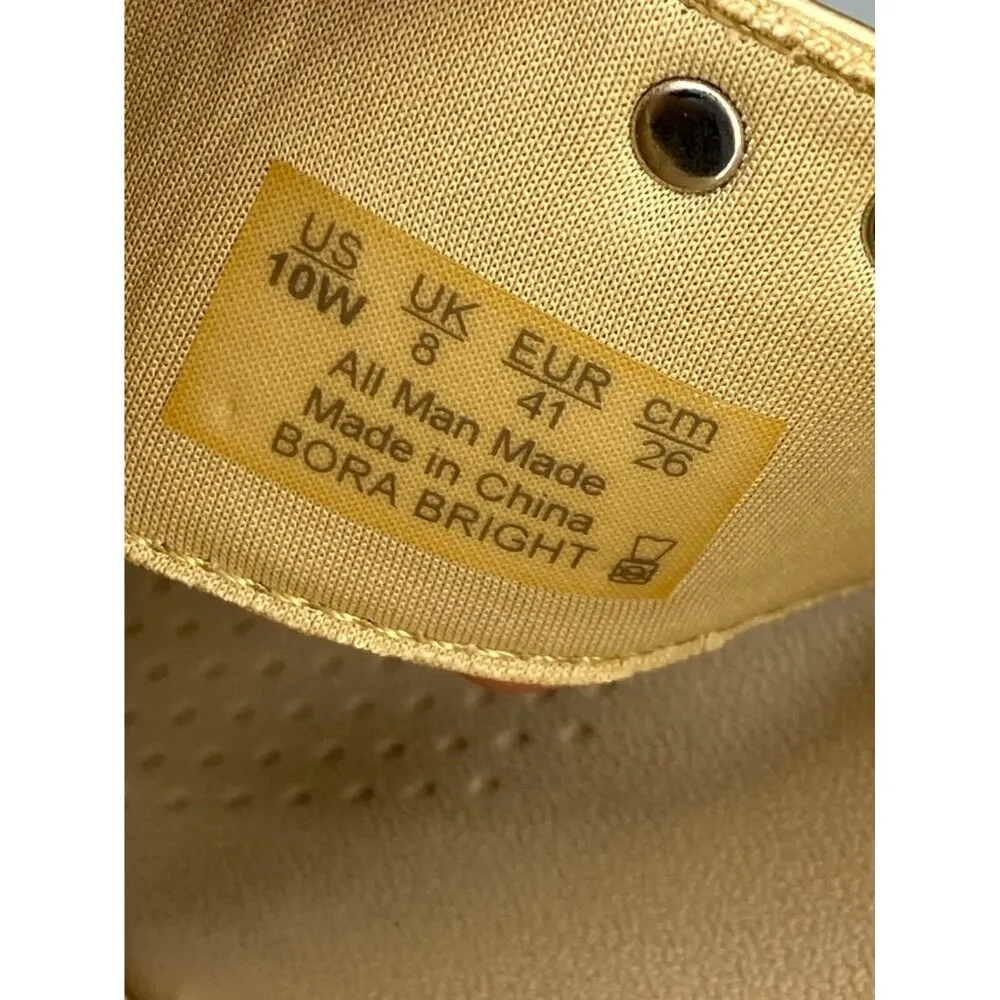 US UK EUR cm
10W 8 41 26
All Man Made
Made in China
BORA BRIGHT